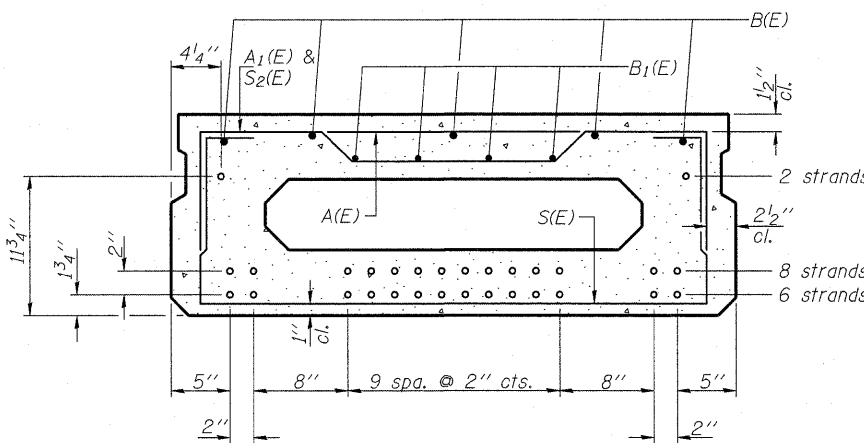 B(E)
4¼"
A₁(E) &
S₂(E)
B₁(E)
1½"
cl.
2 strands
11¾"
2"
1¾"
A(E)
S(E)
2½"
cl.
8 strands
6 strands
1"
cl.
5"
8"
9 spa. @ 2" cts.
8"
5"
2"
2"